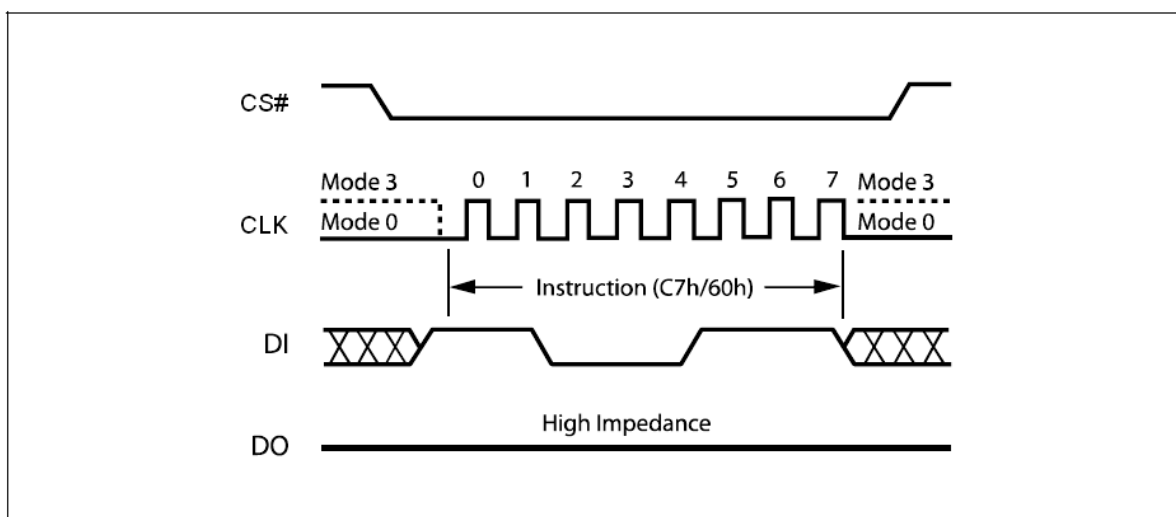 CS#
Mode 3 0 1 2 3 4 5 6 7 Mode 3
CLK Mode 0 Mode 0
Instruction (C7h/60h)
DI
High Impedance
DO